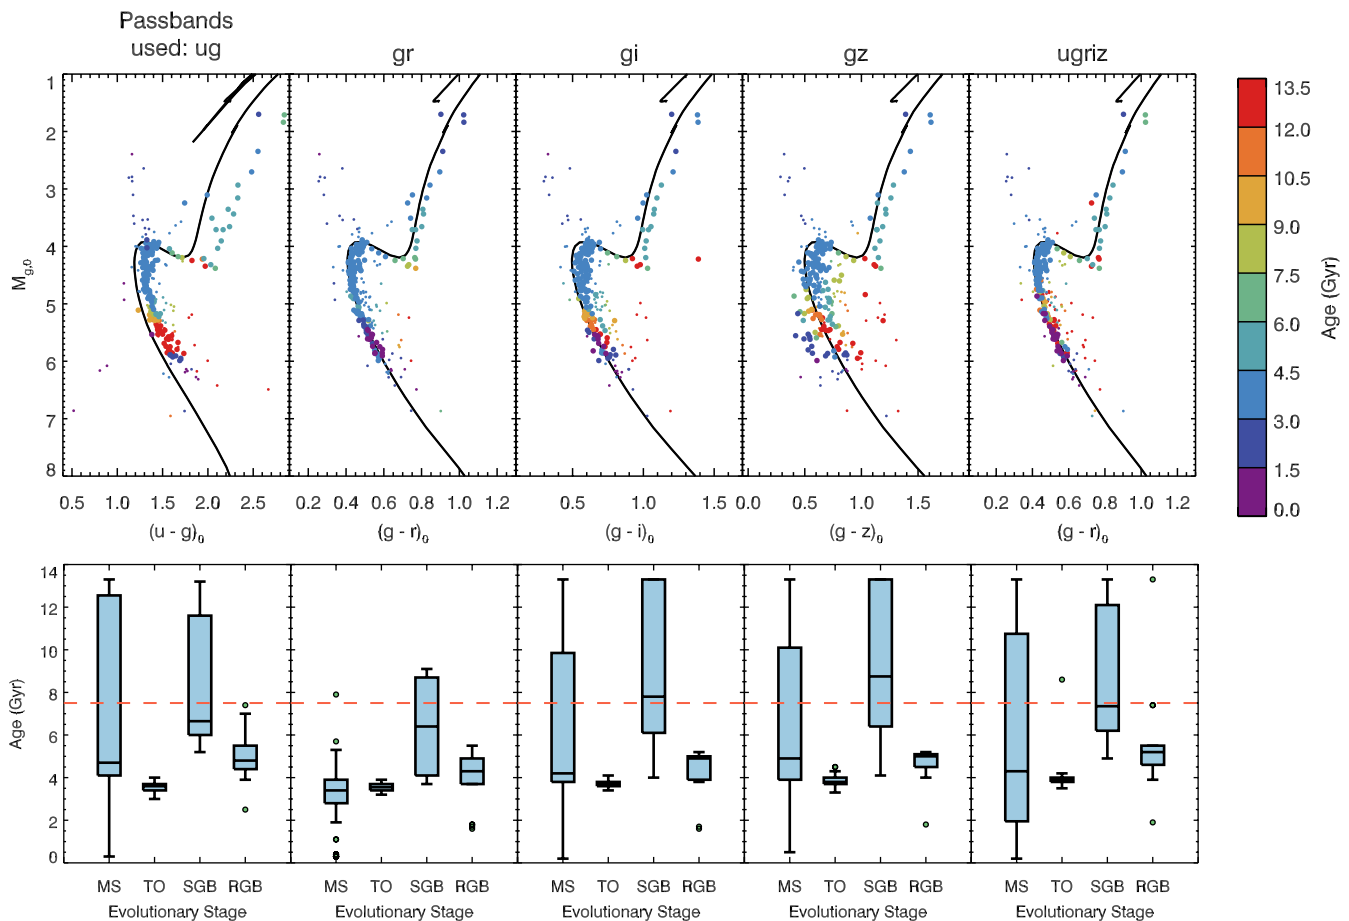 Passbands
used: ug
gr
gi
gz
ugriz
1
2
3
4
5
6
7
8
M g,0
0.5 1.0 1.5 2.0 2.5
0.2 0.4 0.6 0.8 1.0 1.2
0.5 1.0 1.5
0.0 0.5 1.0 1.5
0.2 0.4 0.6 0.8 1.0 1.2
(u - g)0
(g - r)0
(g - i)0
(g - z)0
(g - r)0
13.5
12.0
10.5
9.0
7.5
6.0
4.5
3.0
1.5
0.0
Age (Gyr)
14
12
10
8
6
4
2
0
Age (Gyr)
MS TO SGB RGB
MS TO SGB RGB
MS TO SGB RGB
MS TO SGB RGB
MS TO SGB RGB
Evolutionary Stage
Evolutionary Stage
Evolutionary Stage
Evolutionary Stage
Evolutionary Stage